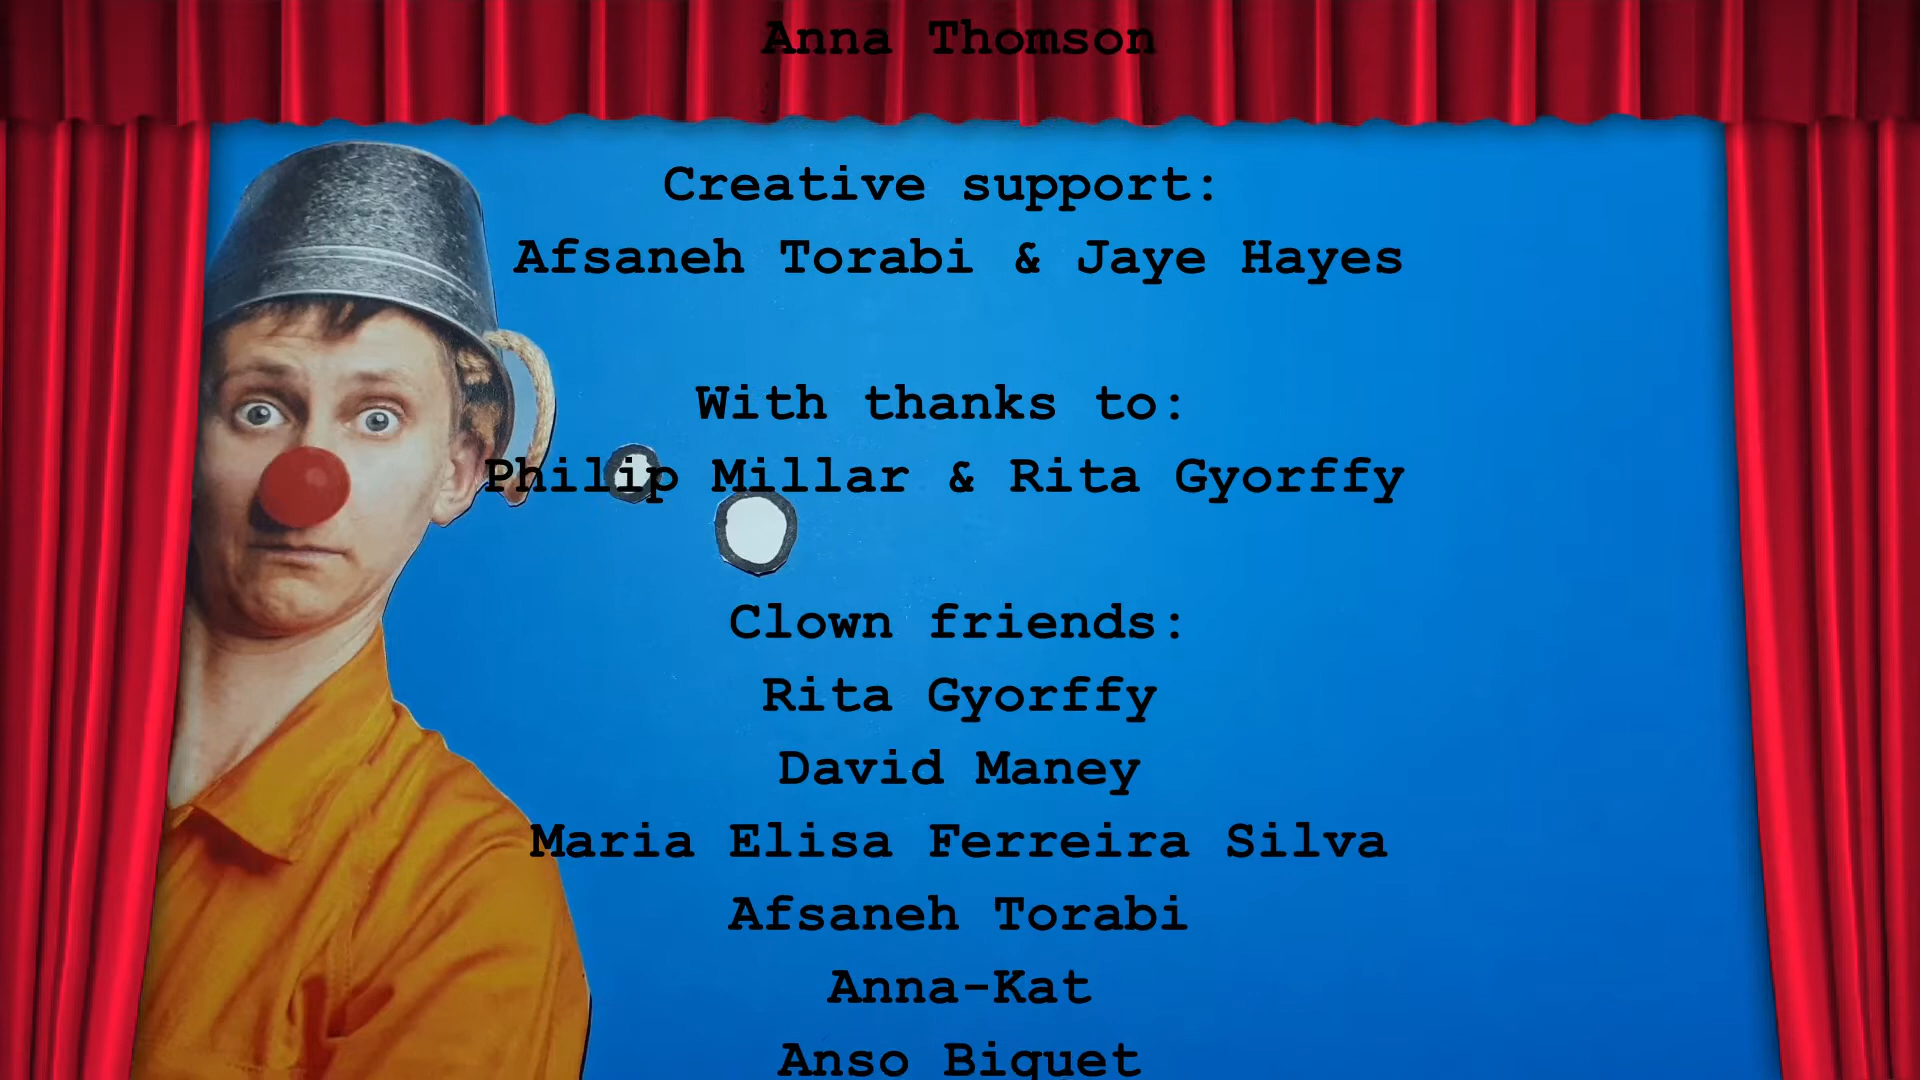 Anna Thomson
Creative support:
Afsaneh Torabi & Jaye Hayes
With thanks to:
Philip Millar & Rita Gyorffy
Clown friends:
Rita Gyorffy
David Maney
Maria Elisa Ferreira Silva
Afsaneh Torabi
Anna-Kat
Anso Biquet